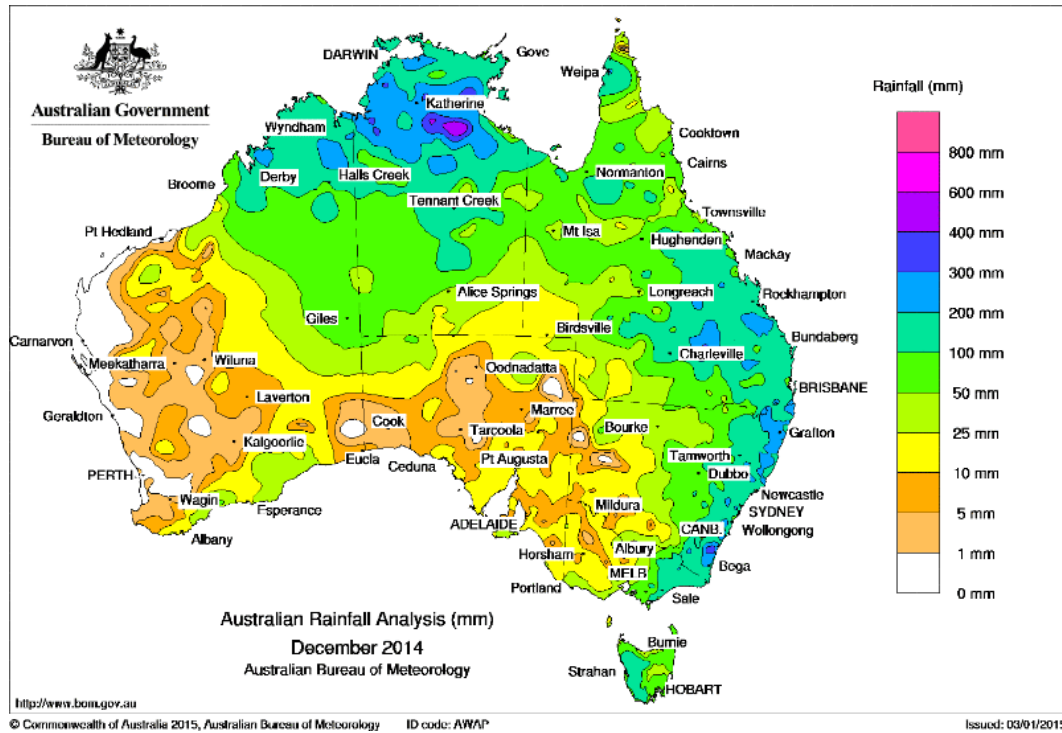 Australian Government
Bureau of Meteorology
DARWIN
Gove
Weipa
Katherine
Wyndham
Cooktown
Cairns
Derby
Halls Creek
Normanton
Broome
Tennant Creek
Townsville
Pt Hedland
Mt Isa
Hughenden
Mackay
Alice Springs
Longreach
Rockhampton
Giles
Birdsville
Bundaberg
Carnarvon
Meekatharra
Wiluna
Oodnadatta
Charleville
BRISBANE
Laverton
Marree
Geraldton
Cook
Tarcoola
Bourke
Grafton
Kalgoorlie
Eucla
Ceduna
Pt Augusta
Tamworth
Dubbo
PERTH
Wagin
Esperance
Newcastle
Mildura
SYDNEY
ADELAIDE
CANB.
Wollongong
Albany
Horsham
Albury
Bega
Portland
MELB
Sale
Burnie
Strahan
HOBART
Rainfall (mm)
800 mm
600 mm
400 mm
300 mm
200 mm
100 mm
50 mm
25 mm
10 mm
5 mm
1 mm
0 mm
Australian Rainfall Analysis (mm)
December 2014
Australian Bureau of Meteorology
http://www.bom.gov.au
© Commonwealth of Australia 2015, Australian Bureau of Meteorology ID code: AWAP Issued: 03/01/2015